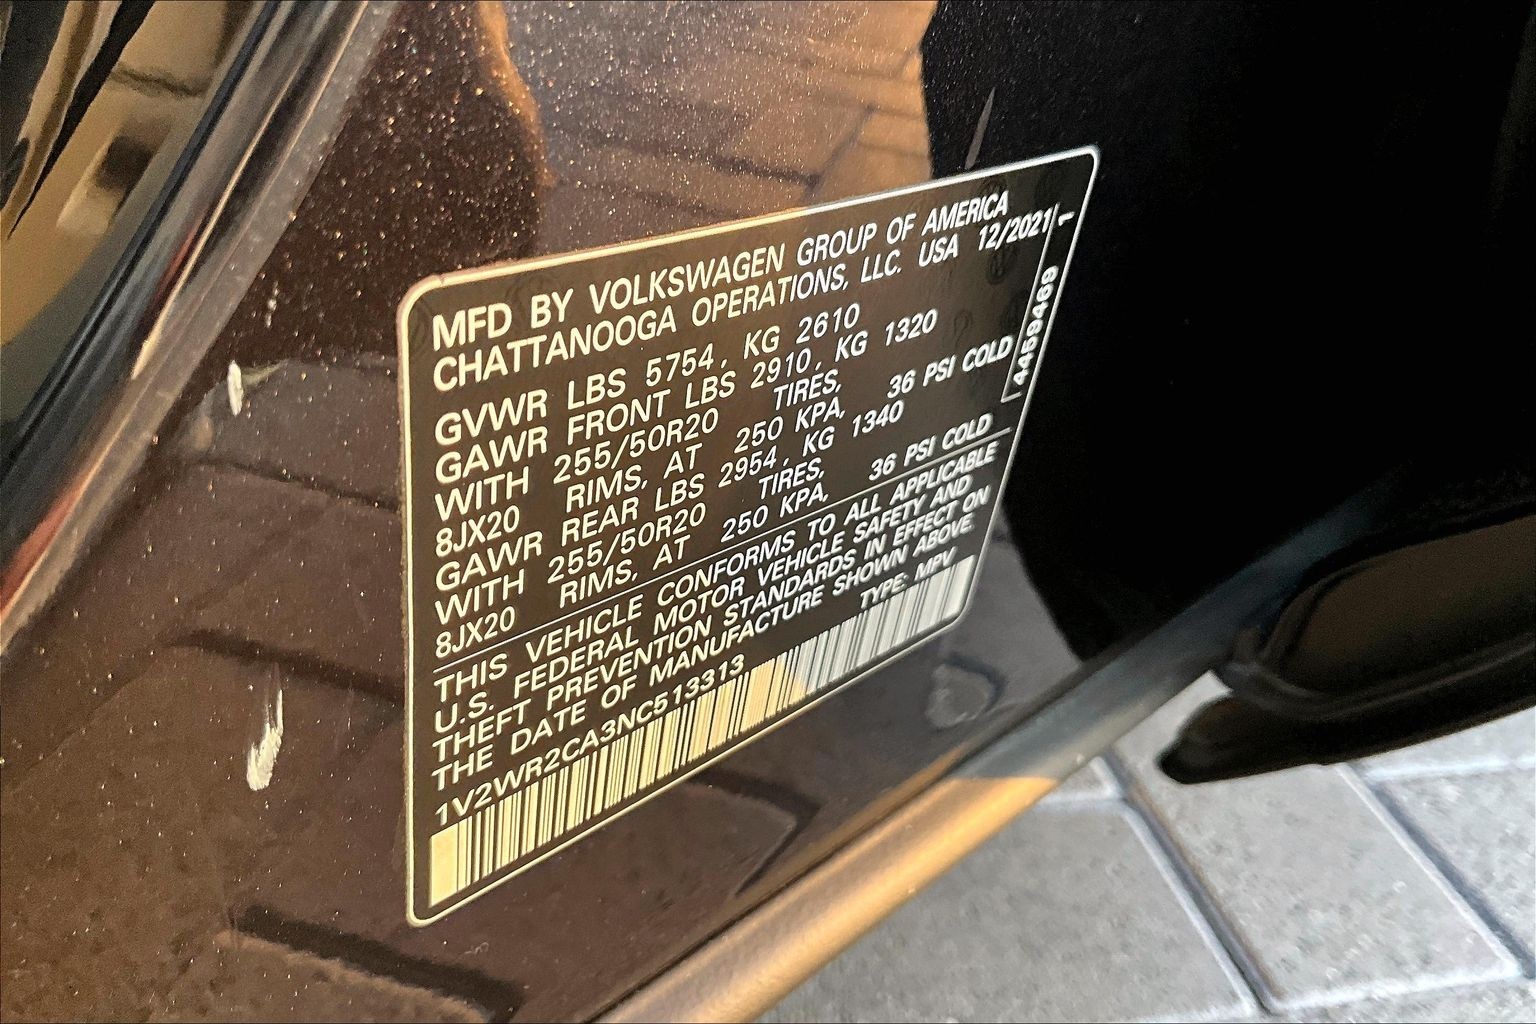 MFD BY VOLKSWAGEN GROUP OF AMERICA
CHATTANOOGA OPERATIONS, LLC. USA 12/2021
GVWR LBS 5754, KG 2610
GAWR FRONT LBS 2910, KG 1320
WITH 255/50R20 TIRES,
8JX20 RIMS, AT 250 KPA, 36 PSI COLD
GAWR REAR LBS 2954, KG 1340
WITH 255/50R20 TIRES,
8JX20 RIMS, AT 250 KPA, 36 PSI COLD
THIS VEHICLE CONFORMS TO ALL APPLICABLE
U.S. FEDERAL MOTOR VEHICLE SAFETY AND
THEFT PREVENTION STANDARDS IN EFFECT ON
THE DATE OF MANUFACTURE SHOWN ABOVE.
1V2WR2CA3NC513313 TYPE: MPV
1